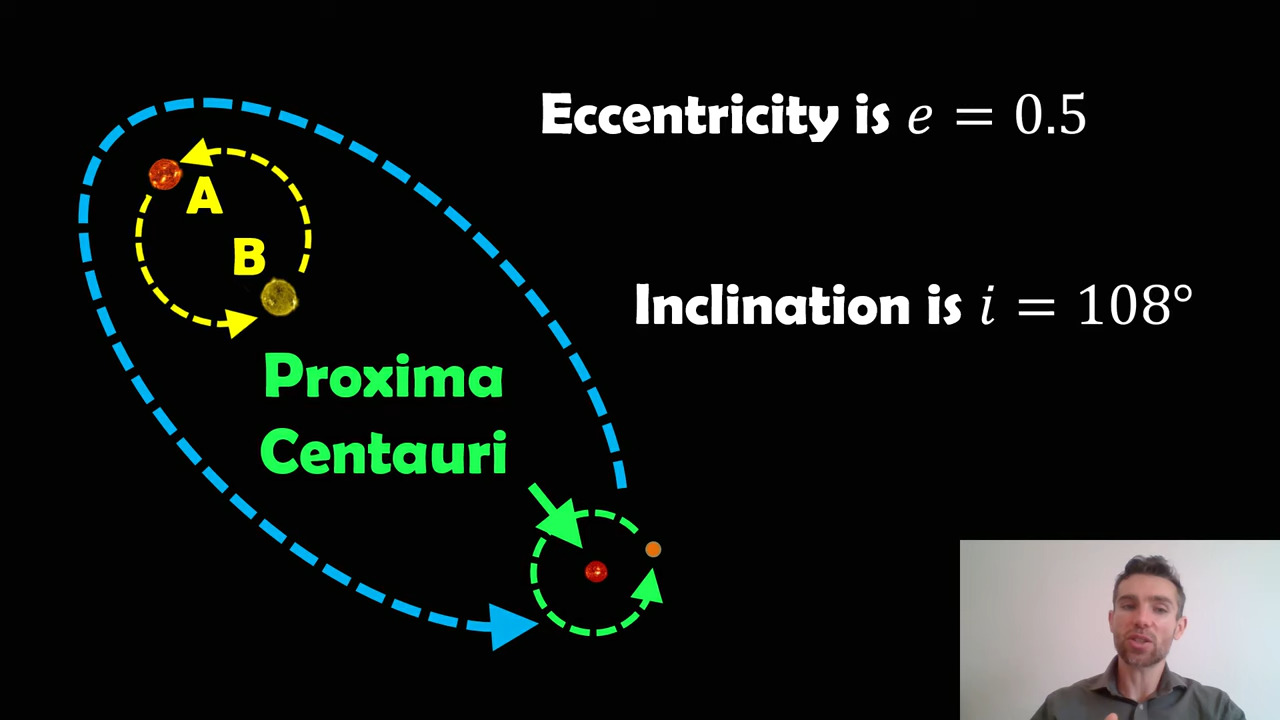 Eccentricity is e = 0.5
A
B
Inclination is i = 108°
Proxima
Centauri